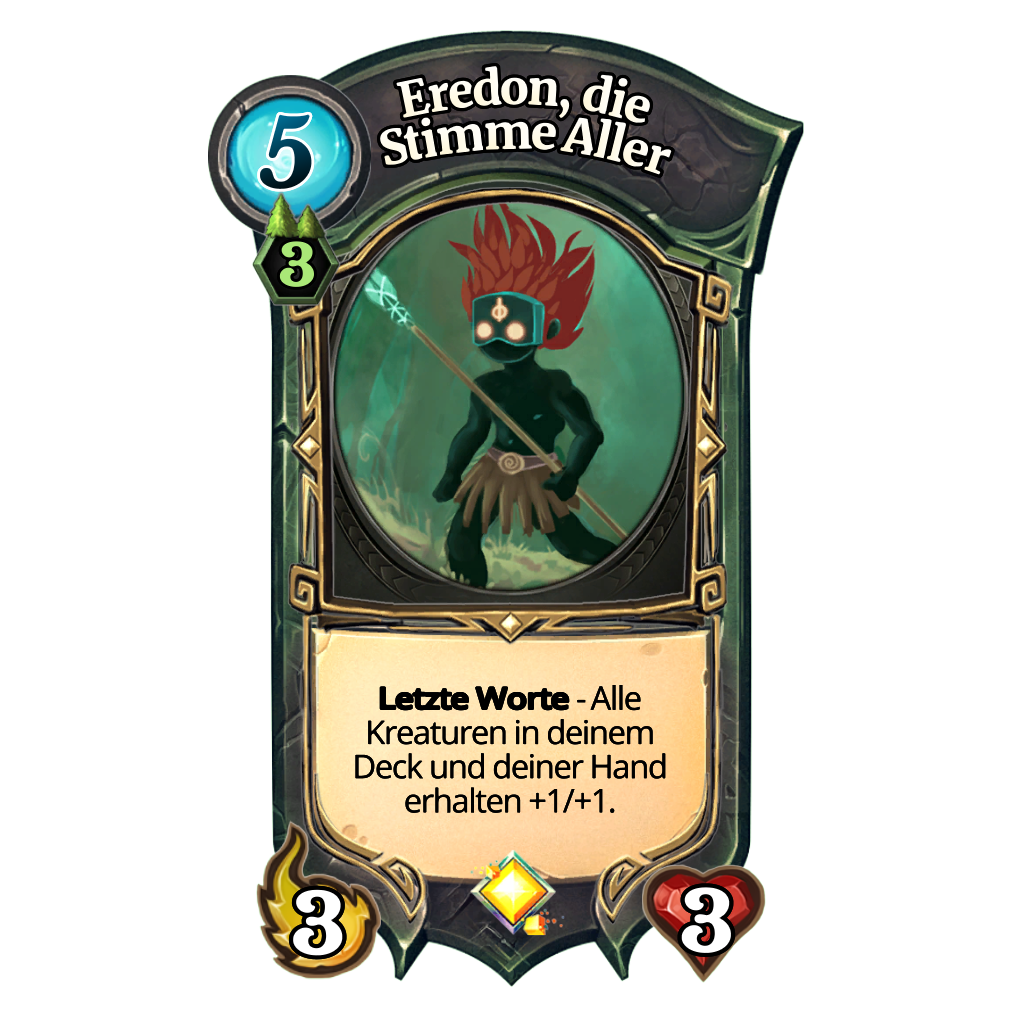 Eredon, die
Stimme Aller
5
3
Letzte Worte - Alle
Kreaturen in deinem
Deck und deiner Hand
erhalten +1/+1.
3
3